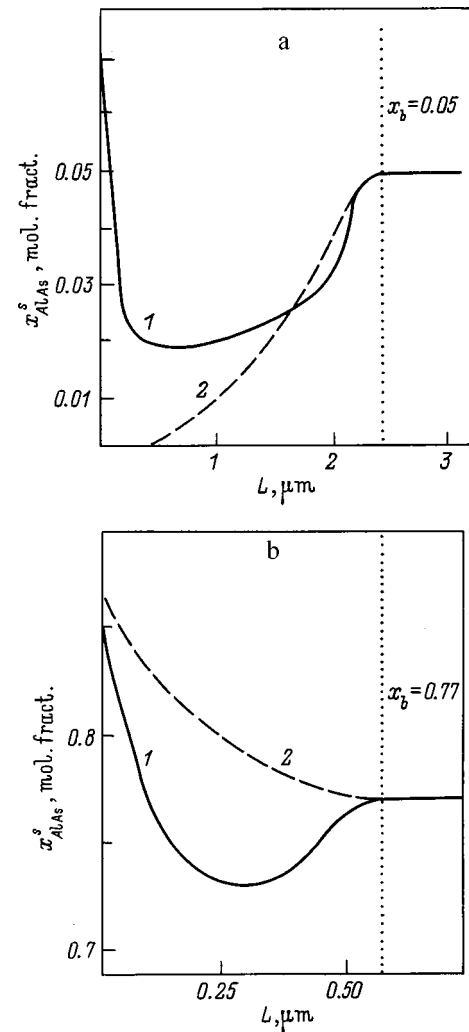 a
x_b=0.05
0.05
0.03
0.01
x^s_AlAs, mol. fract.
1
2
1 2 3
L, μm
b
x_b=0.77
0.8
0.7
x^s_AlAs, mol. fract.
1
2
0.25 0.50
L, μm